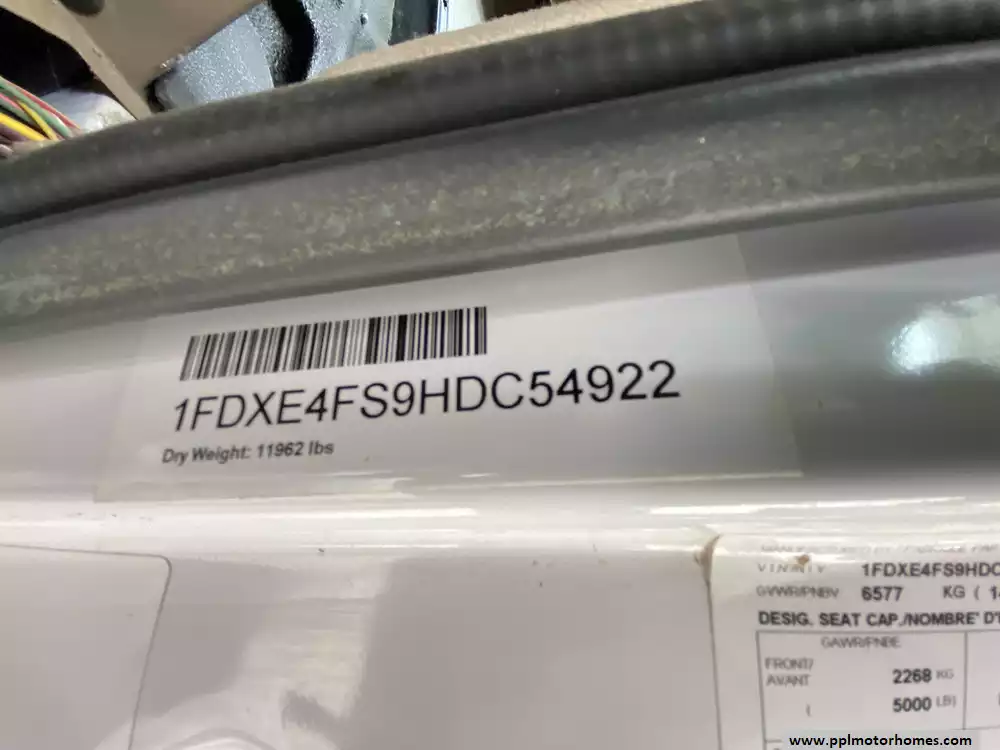 1FDXE4FS9HDC54922
Dry Weight: 11962 lbs
VIN/NIV 1FDXE4FS9HDC
GVWR/PNBV 6577 KG ( 1
DESIG. SEAT CAP./NOMBRE D'
GAWR/PNBE
FRONT/
AVANT 2268 KG
( 5000 LB)
www.pplmotorhomes.com